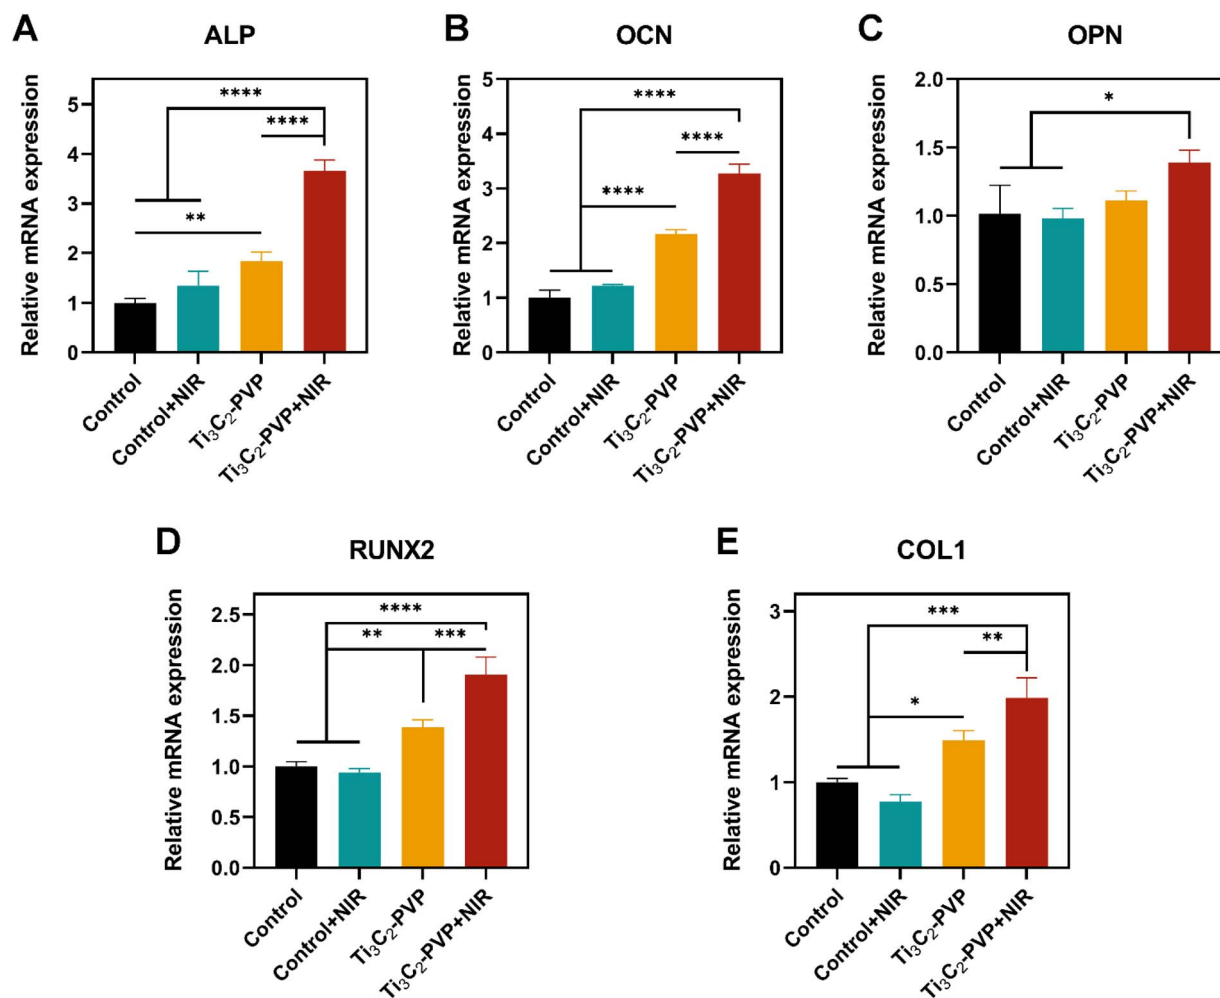 A
ALP
Relative mRNA expression
5
4
3
2
1
0
****
****
**
Control
Control+NIR
Ti₃C₂-PVP
Ti₃C₂-PVP+NIR
B
OCN
Relative mRNA expression
5
4
3
2
1
0
****
****
****
Control
Control+NIR
Ti₃C₂-PVP
Ti₃C₂-PVP+NIR
C
OPN
Relative mRNA expression
2.0
1.5
1.0
0.5
0.0
*
Control
Control+NIR
Ti₃C₂-PVP
Ti₃C₂-PVP+NIR
D
RUNX2
Relative mRNA expression
2.5
2.0
1.5
1.0
0.5
0.0
****
** ***
Control
Control+NIR
Ti₃C₂-PVP
Ti₃C₂-PVP+NIR
E
COL1
Relative mRNA expression
3
2
1
0
***
**
*
Control
Control+NIR
Ti₃C₂-PVP
Ti₃C₂-PVP+NIR